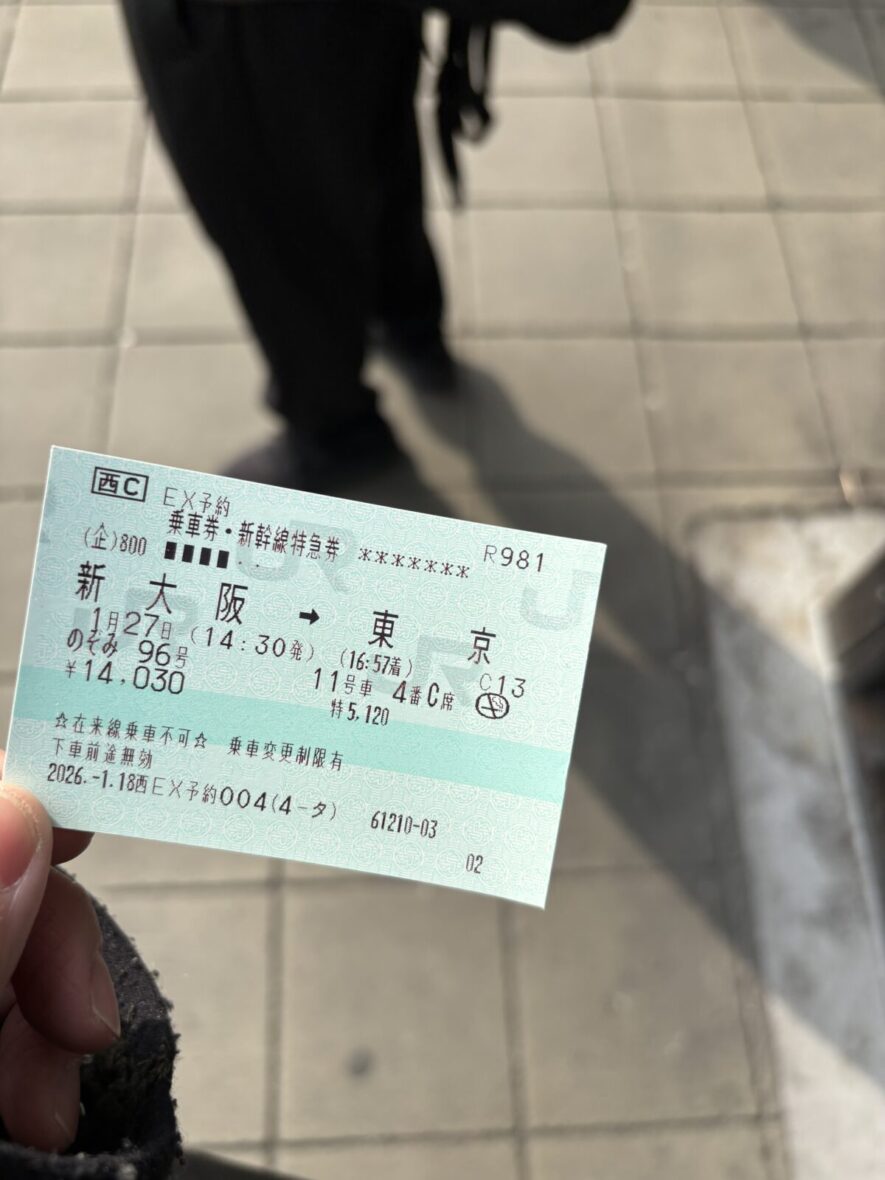 西C EX予約
乗車券・新幹線特急券 ******* R981
(企)800 ■■■■・・
新大阪 → 東京
1月27日 (14:30発) (16:57着) C13
のぞみ 96号 11号車 4番C席
¥14,030 特5,120
☆在来線乗車不可☆ 乗車変更制限有
下車前途無効
2026.-1.18西EX予約004(4-タ) 61210-03
02
JR